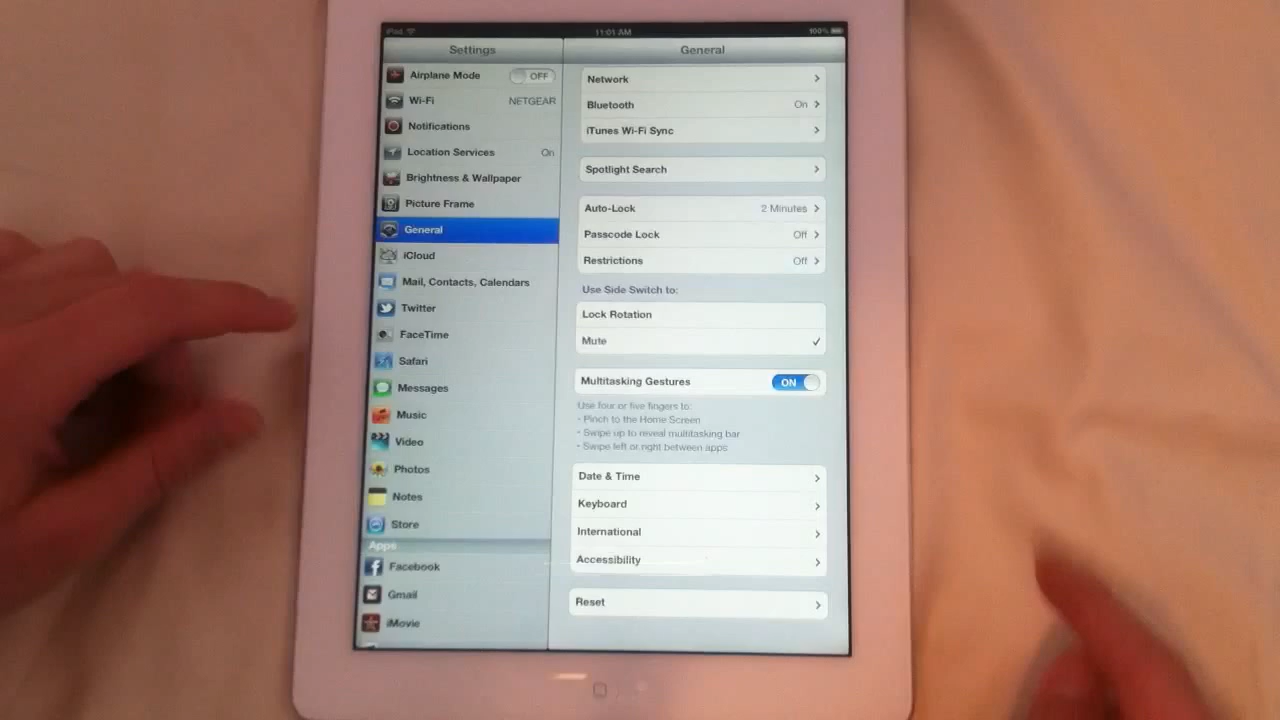 iPad 11:01 AM 100%
Settings
General
Airplane Mode OFF
Wi-Fi NETGEAR
Notifications
Location Services On
Brightness & Wallpaper
Picture Frame
General
iCloud
Mail, Contacts, Calendars
Twitter
FaceTime
Safari
Messages
Music
Video
Photos
Notes
Store
Apps
Facebook
Gmail
iMovie
Network
Bluetooth On
iTunes Wi-Fi Sync
Spotlight Search
Auto-Lock 2 Minutes
Passcode Lock Off
Restrictions Off
Use Side Switch to:
Lock Rotation
Mute
Multitasking Gestures ON
Use four or five fingers to:
• Pinch to the Home Screen
• Swipe up to reveal multitasking bar
• Swipe left or right between apps
Date & Time
Keyboard
International
Accessibility
Reset